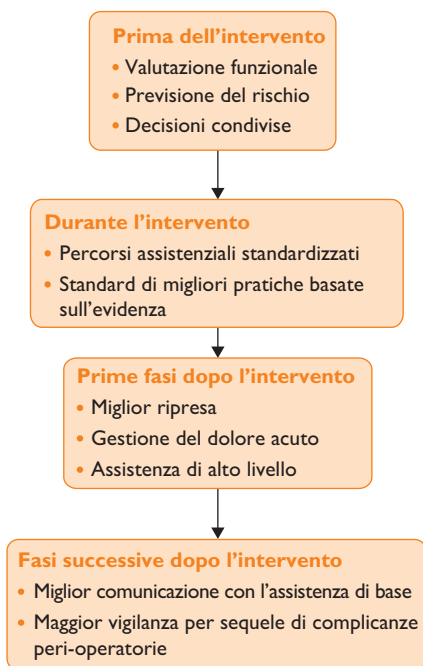 Prima dell'intervento
• Valutazione funzionale
• Previsione del rischio
• Decisioni condivise
Durante l'intervento
• Percorsi assistenziali standardizzati
• Standard di migliori pratiche basate
sull'evidenza
Prime fasi dopo l'intervento
• Miglior ripresa
• Gestione del dolore acuto
• Assistenza di alto livello
Fasi successive dopo l'intervento
• Miglior comunicazione con l'assistenza di base
• Maggior vigilanza per sequele di complicanze
peri-operatorie